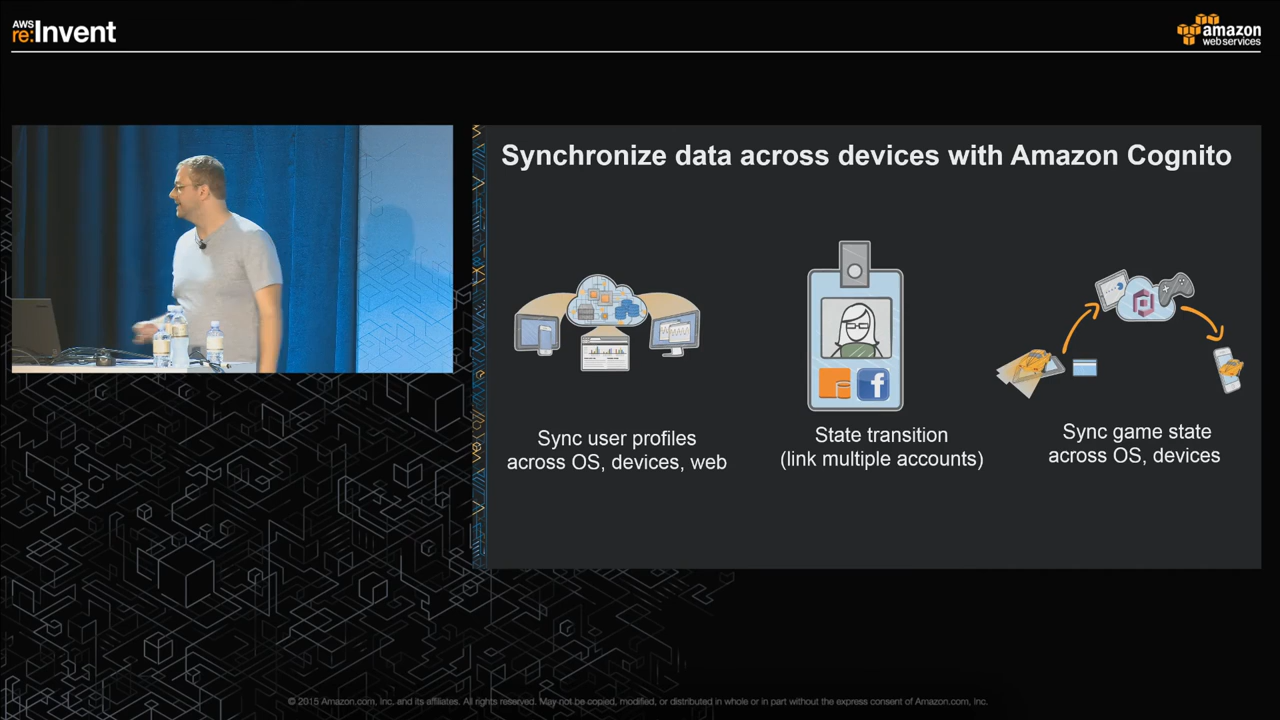 AWS
re:Invent
amazon
web services
Synchronize data across devices with Amazon Cognito
Sync user profiles
across OS, devices, web
State transition
(link multiple accounts)
Sync game state
across OS, devices
© 2015 Amazon.com, Inc. and its affiliates. All rights reserved. May not be copied, modified, or distributed in whole or in part without the express consent of Amazon.com, Inc.